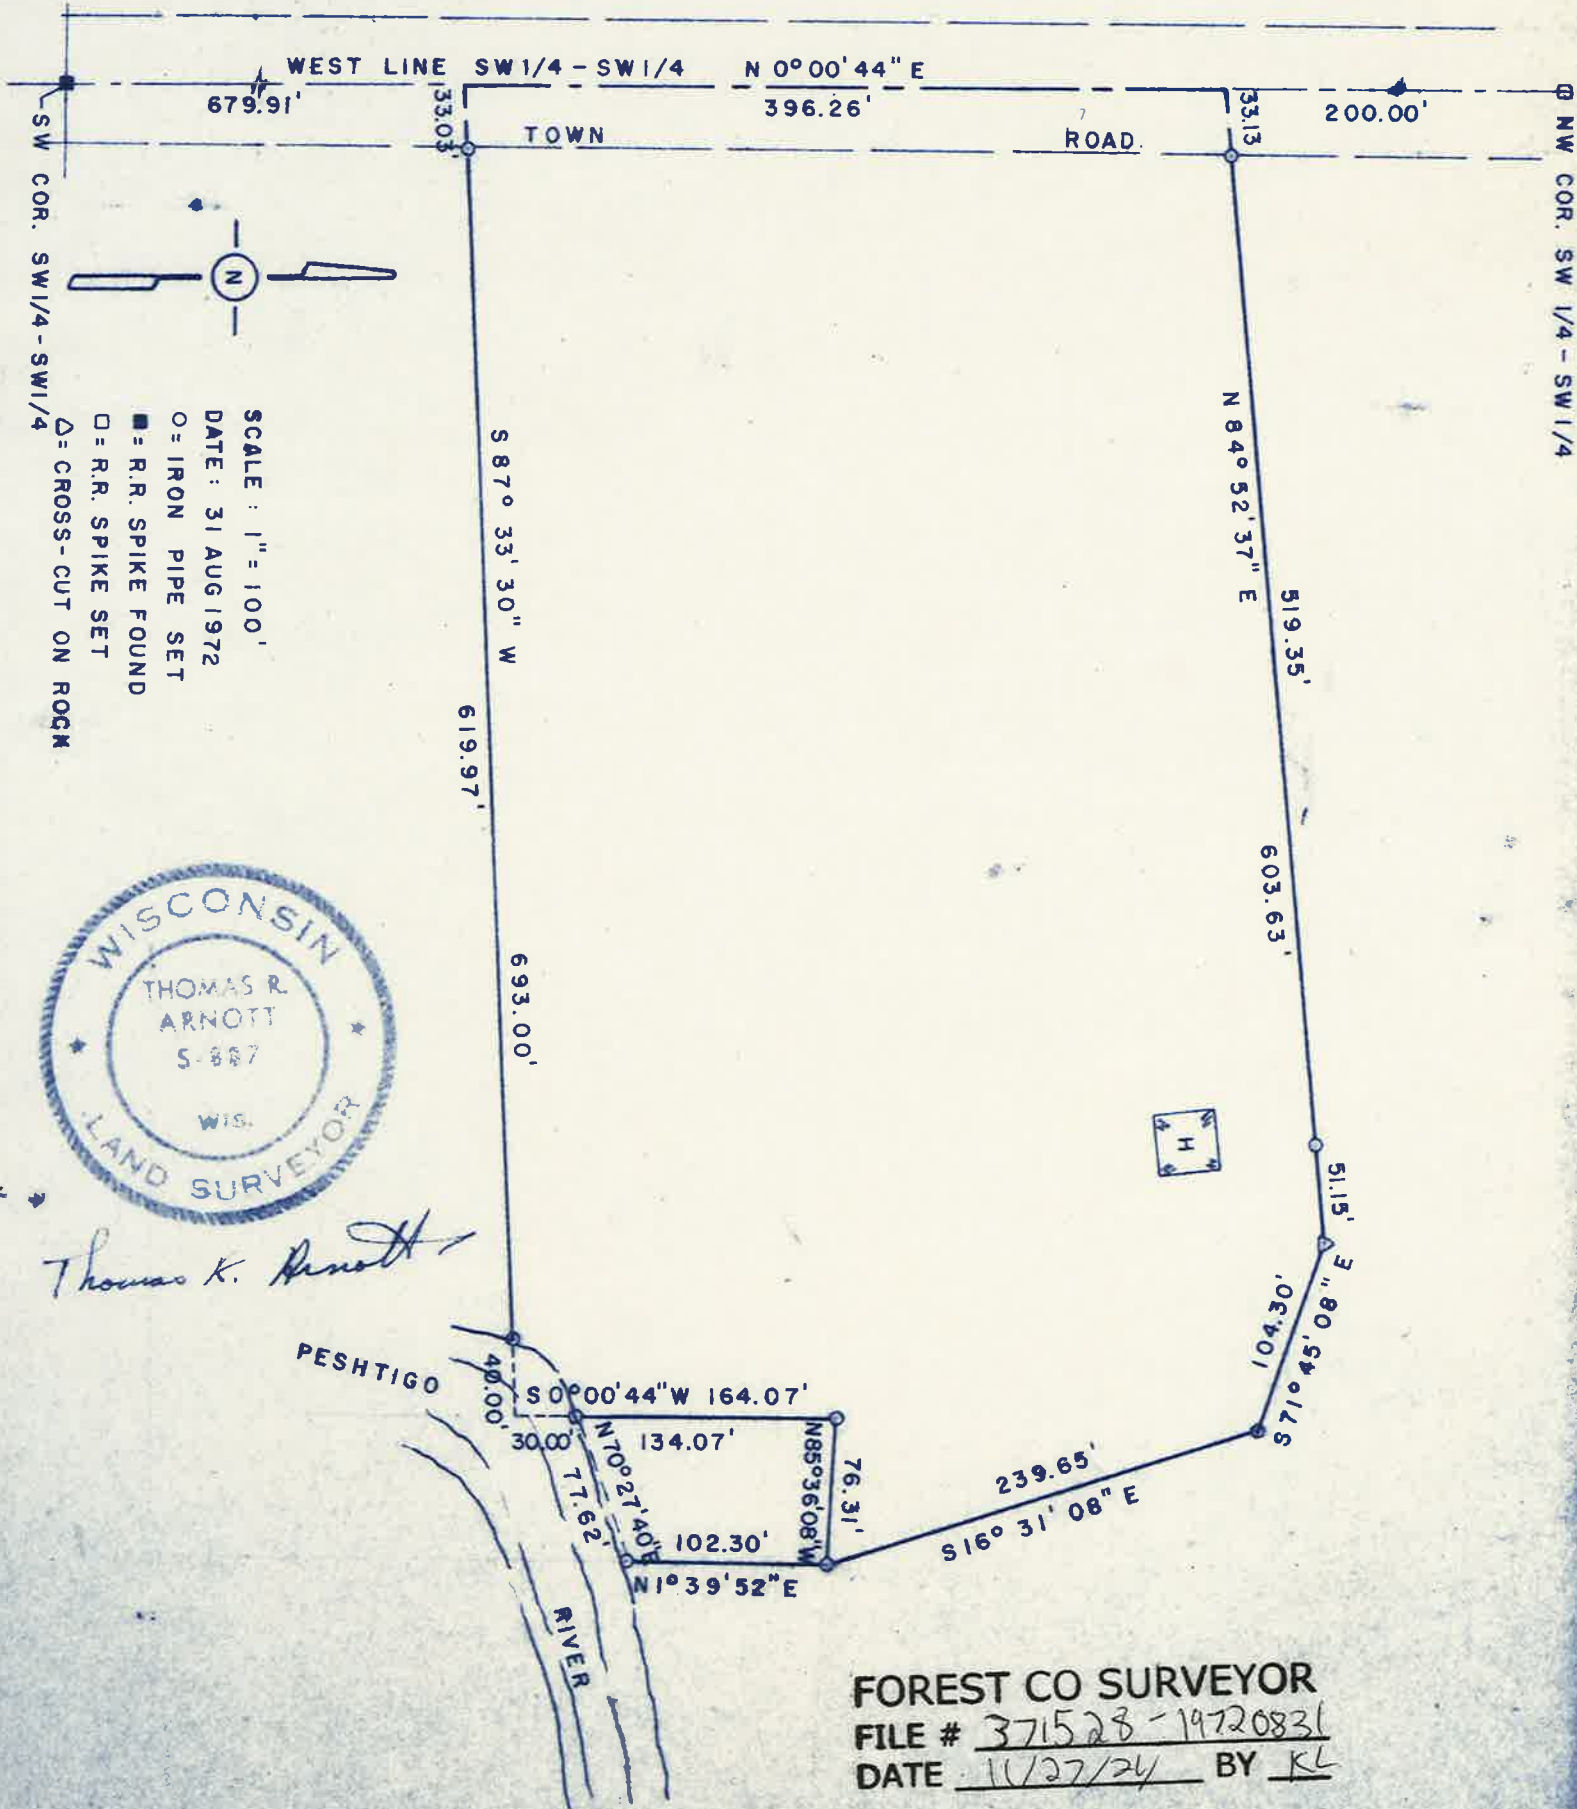 WEST LINE SW1/4 - SW1/4 N 0° 00' 44" E
679.91'
33.03'
396.26'
33.13
200.00'
TOWN ROAD
SW COR. SW1/4 - SW1/4
NW COR. SW 1/4 - SW 1/4
N
SCALE : 1" = 100'
DATE : 31 AUG 1972
O = IRON PIPE SET
■ = R.R. SPIKE FOUND
□ = R.R. SPIKE SET
△ = CROSS-CUT ON ROCK
S 87° 33' 30" W
619.97'
693.00'
N 84° 52' 37" E
519.35'
603.63'
51.15'
H
104.30'
S 71° 45' 08" E
239.65'
S 16° 31' 08" E
76.31'
N85°36'08"W
102.30'
N 1° 39' 52" E
S 0° 00' 44" W 164.07'
134.07'
30.00'
40.00'
N70°27'40"E
77.62'
PESHTIGO
RIVER
WISCONSIN
THOMAS R.
ARNOTT
WIS.
LAND SURVEYOR
Thomas R. Arnott
FOREST CO SURVEYOR
FILE # 371528-19720831
DATE 11/27/24 BY KL